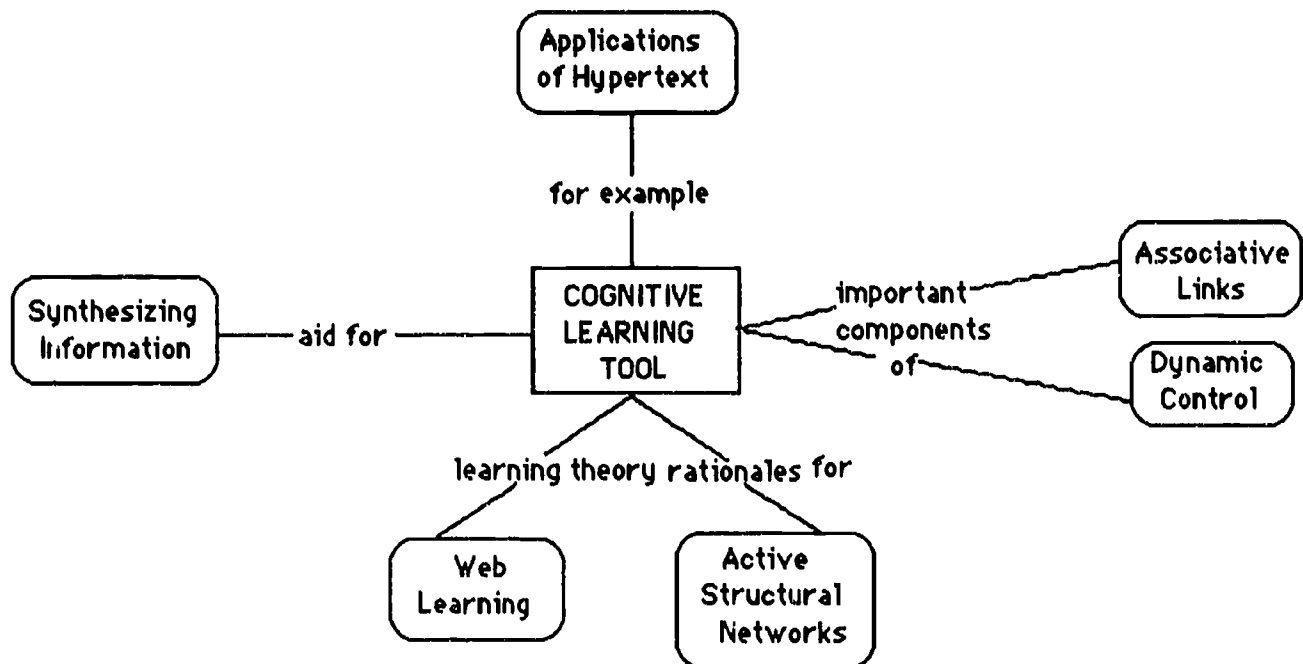 Applications
of Hypertext
for example
Synthesizing
Information
aid for
COGNITIVE
LEARNING
TOOL
important
components
of
Associative
Links
Dynamic
Control
learning theory rationales for
Web
Learning
Active
Structural
Networks